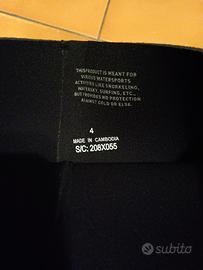 THIS PRODUCT IS MEANT FOR
VARIOUS WATERSPORTS
ACTIVITIES LIKE SNORKELING,
WATERSKY, SURFING, ETC..
BUT PROVIDES NO PROTECTION
AGAINST COLD OR ELSE.
4
MADE IN CAMBODIA
S/C: 208X055
subito